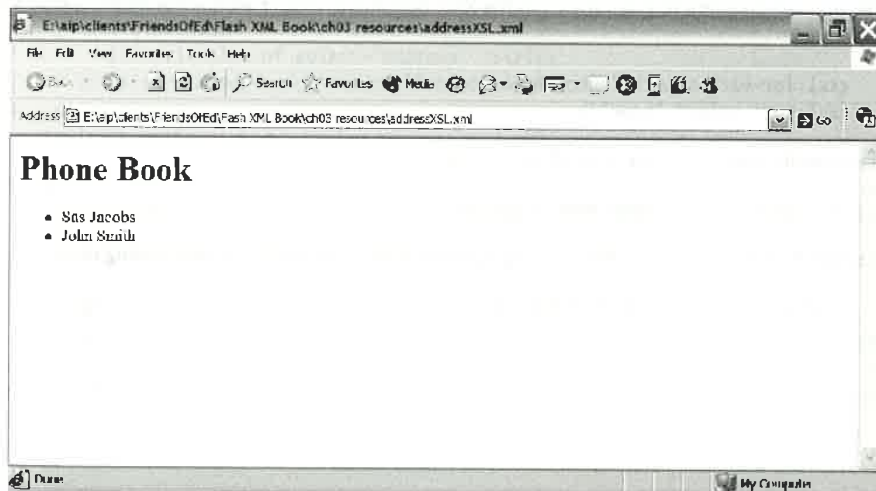 E:\aip\clients\FriendsOfEd\Flash XML Book\ch03 resources\addressXSL.xml
File Edit View Favorites Tools Help
Back Search Favorites Media
Address E:\aip\clients\FriendsOfEd\Flash XML Book\ch03 resources\addressXSL.xml Go
Phone Book
Sas Jacobs
John Smith
Done My Computer